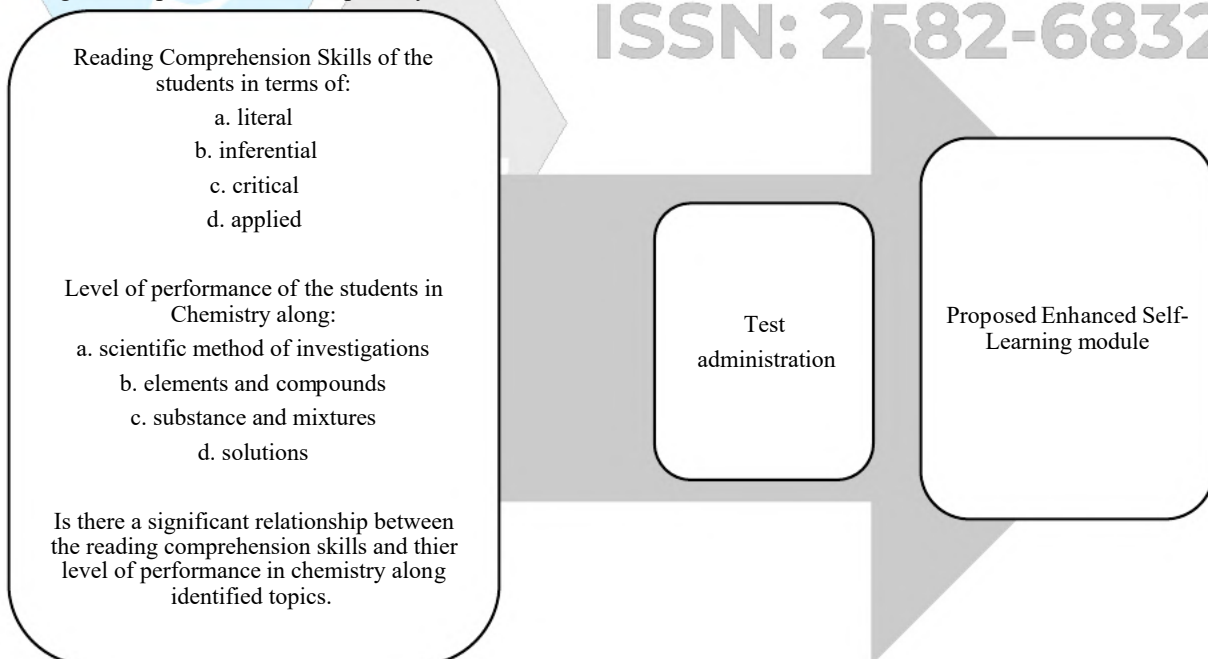 ISSN: 2582-6832
Reading Comprehension Skills of the
students in terms of:
a. literal
b. inferential
c. critical
d. applied
Level of performance of the students in
Chemistry along:
a. scientific method of investigations
b. elements and compounds
c. substance and mixtures
d. solutions
Is there a significant relationship between
the reading comprehension skills and thier
level of performance in chemistry along
identified topics.
Test
administration
Proposed Enhanced Self-
Learning module